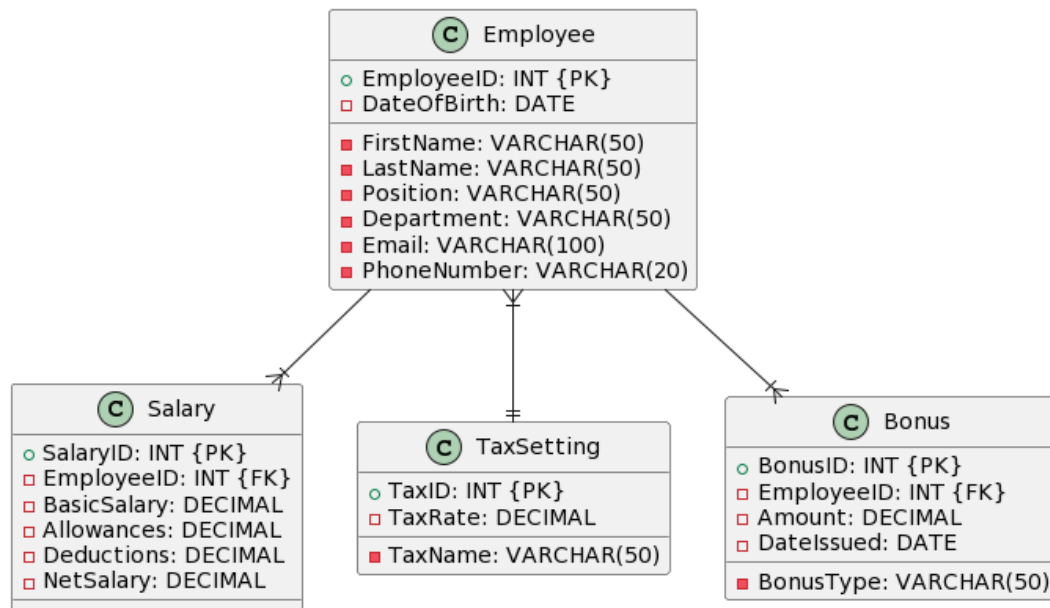 C Employee
EmployeeID: INT {PK}
DateOfBirth: DATE
FirstName: VARCHAR(50)
LastName: VARCHAR(50)
Position: VARCHAR(50)
Department: VARCHAR(50)
Email: VARCHAR(100)
PhoneNumber: VARCHAR(20)
C Salary
SalaryID: INT {PK}
EmployeeID: INT {FK}
BasicSalary: DECIMAL
Allowances: DECIMAL
Deductions: DECIMAL
NetSalary: DECIMAL
C TaxSetting
TaxID: INT {PK}
TaxRate: DECIMAL
TaxName: VARCHAR(50)
C Bonus
BonusID: INT {PK}
EmployeeID: INT {FK}
Amount: DECIMAL
DateIssued: DATE
BonusType: VARCHAR(50)